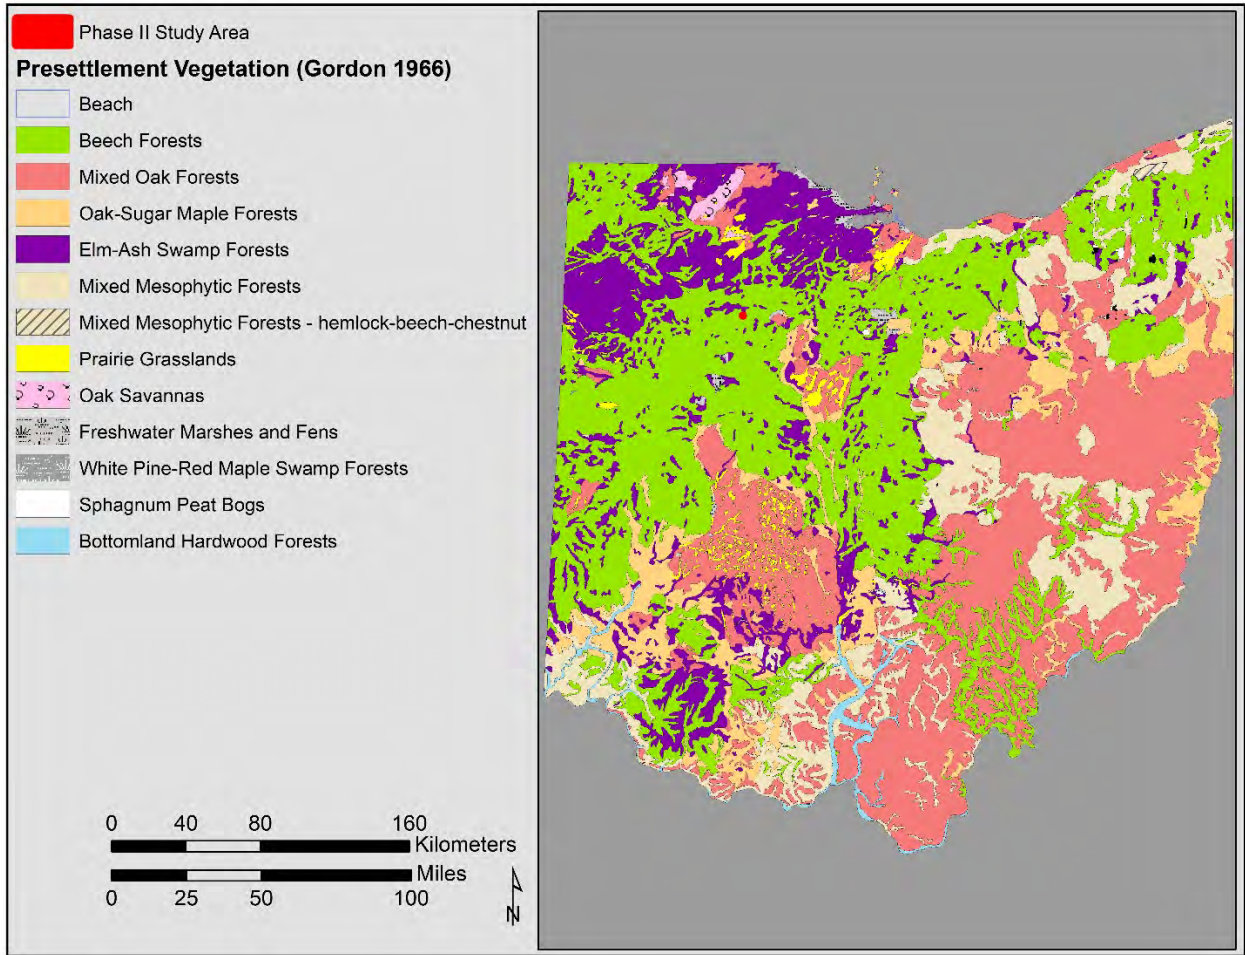 Phase II Study Area
Presettlement Vegetation (Gordon 1966)
Beach
Beech Forests
Mixed Oak Forests
Oak-Sugar Maple Forests
Elm-Ash Swamp Forests
Mixed Mesophytic Forests
Mixed Mesophytic Forests - hemlock-beech-chestnut
Prairie Grasslands
Oak Savannas
Freshwater Marshes and Fens
White Pine-Red Maple Swamp Forests
Sphagnum Peat Bogs
Bottomland Hardwood Forests
0 40 80 160
Kilometers
Miles
0 25 50 100
N